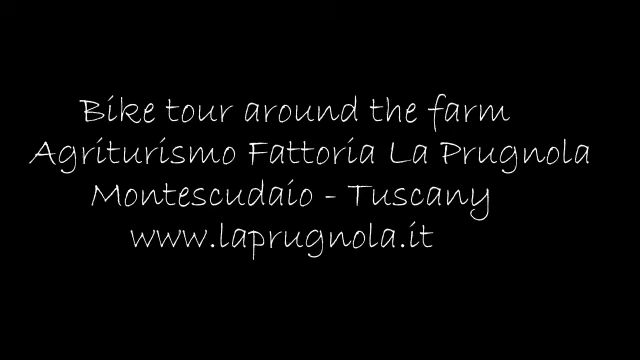 Bike tour around the farm
Agriturismo Fattoria La Prugnola
Montescudaio - Tuscany
www.laprugnola.it